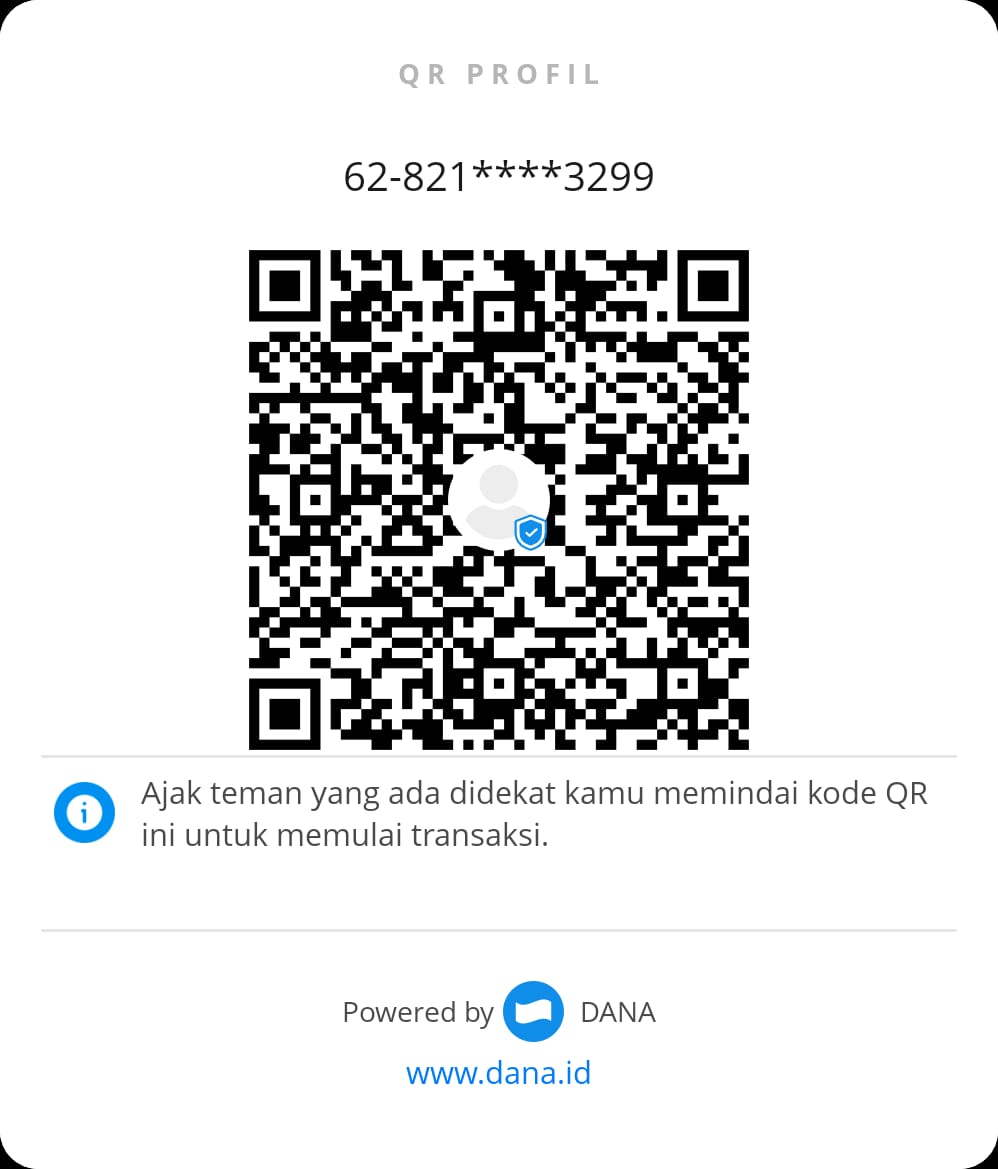 QR PROFIL
62-821****3299
Ajak teman yang ada didekat kamu memindai kode QR
ini untuk memulai transaksi.
Powered by DANA
www.dana.id